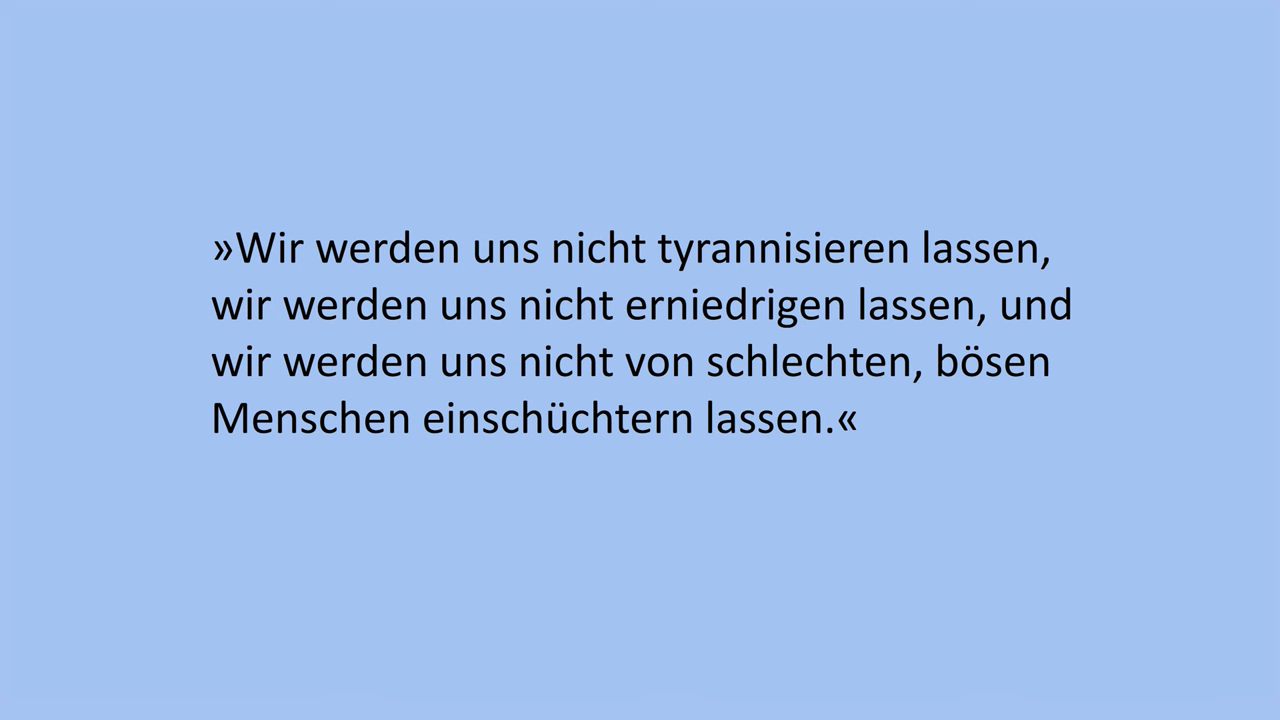 »Wir werden uns nicht tyrannisieren lassen,
wir werden uns nicht erniedrigen lassen, und
wir werden uns nicht von schlechten, bösen
Menschen einschüchtern lassen.«